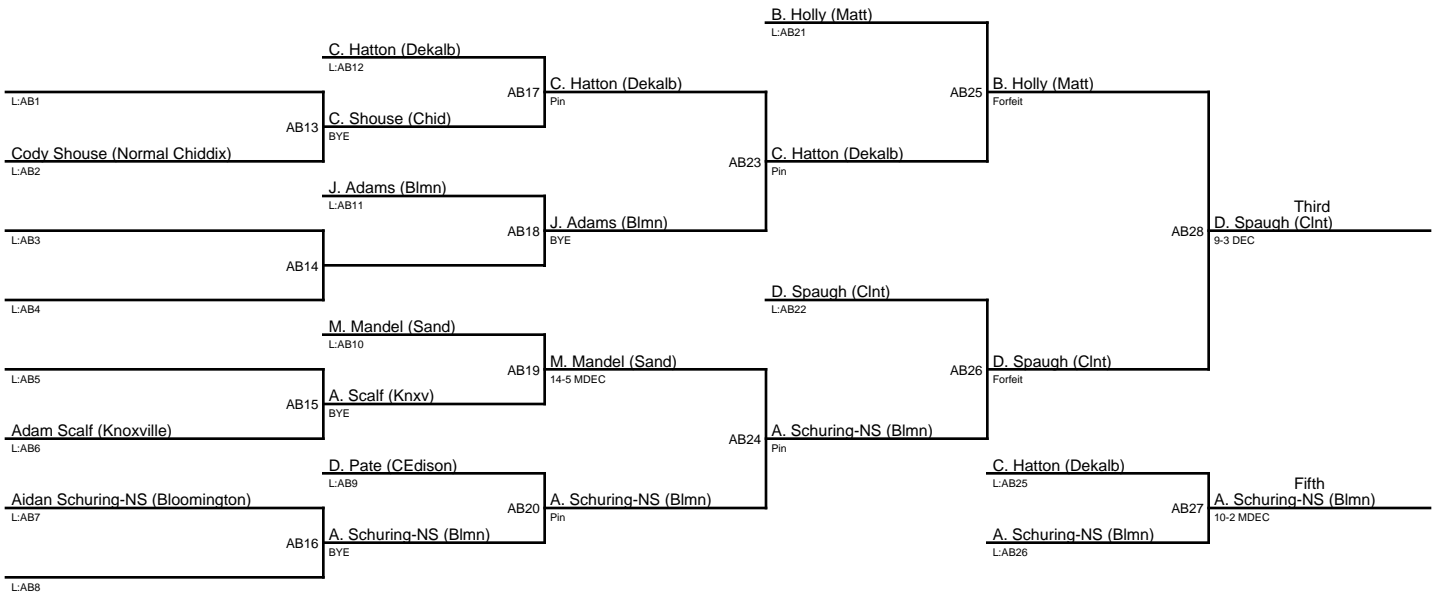 B. Holly (Matt)
L:AB21
C. Hatton (Dekalb)
L:AB12
AB17
C. Hatton (Dekalb)
Pin
AB25
B. Holly (Matt)
Forfeit
L:AB1
AB13
C. Shouse (Chid)
BYE
Cody Shouse (Normal Chiddix)
L:AB2
AB23
C. Hatton (Dekalb)
Pin
J. Adams (Blmn)
L:AB11
AB18
J. Adams (Blmn)
BYE
L:AB3
AB14
L:AB4
Third
AB28
D. Spaugh (Clnt)
9-3 DEC
D. Spaugh (Clnt)
L:AB22
M. Mandel (Sand)
L:AB10
AB19
M. Mandel (Sand)
14-5 MDEC
AB26
D. Spaugh (Clnt)
Forfeit
L:AB5
AB15
A. Scalf (Knxv)
BYE
Adam Scalf (Knoxville)
L:AB6
AB24
A. Schuring-NS (Blmn)
Pin
D. Pate (CEdison)
L:AB9
C. Hatton (Dekalb)
L:AB25
Aidan Schuring-NS (Bloomington)
L:AB7
AB20
A. Schuring-NS (Blmn)
Pin
Fifth
AB27
A. Schuring-NS (Blmn)
10-2 MDEC
AB16
A. Schuring-NS (Blmn)
BYE
A. Schuring-NS (Blmn)
L:AB26
L:AB8